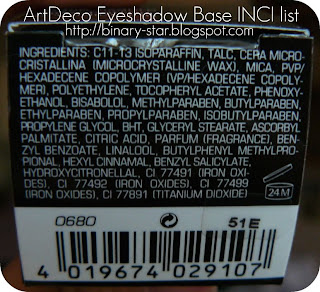 ArtDeco Eyeshadow Base INCI list
http://binary-star.blogspot.com
INGREDIENTS: C11-13 ISOPARAFFIN, TALC, CERA MICRO-
CRISTALLINA (MICROCRYSTALLINE WAX), MICA, PVP/
HEXADECENE COPOLYMER (VP/HEXADECENE COPOLY-
MER), POLYETHYLENE, TOCOPHERYL ACETATE, PHENOXY-
ETHANOL, BISABOLOL, METHYLPARABEN, BUTYLPARABEN,
ETHYLPARABEN, PROPYLPARABEN, ISOBUTYLPARABEN,
PROPYLENE GLYCOL, BHT, GLYCERYL STEARATE, ASCORBYL
PALMITATE, CITRIC ACID, PARFUM (FRAGRANCE), BEN-
ZYL BENZOATE, LINALOOL, BUTYLPHENYL METHYLPRO-
PIONAL, HEXYL CINNAMAL, BENZYL SALICYLATE,
HYDROXYCITRONELLAL, CI 77491 (IRON OXI-
DES), CI 77492 (IRON OXIDES), CI 77499
(IRON OXIDES), CI 77891 (TITANIUM DIOXIDE)
24M
0680 51E
4 019674 029107